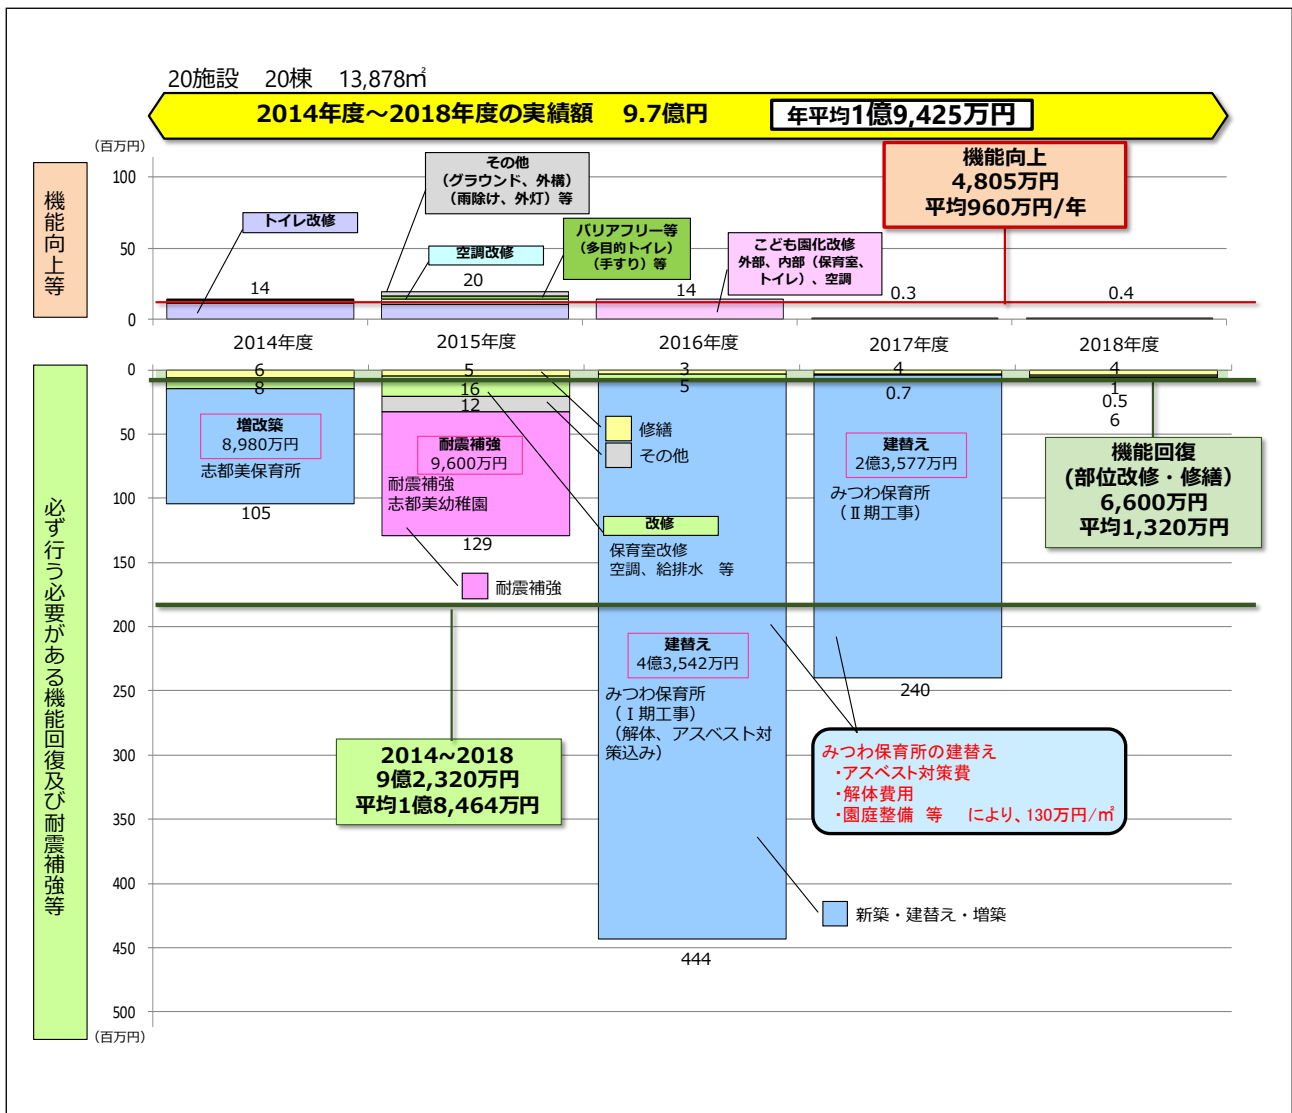 20施設　20棟　13,878㎡
2014年度～2018年度の実績額　9.7億円
年平均1億9,425万円
（百万円）
機能向上等
100
50
0
トイレ改修
その他
（グラウンド、外構）
（雨除け、外灯）等
空調改修
バリアフリー等
（多目的トイレ）
（手すり）等
こども園化改修
外部、内部（保育室、
トイレ）、空調
機能向上
4,805万円
平均960万円/年
14
20
14
0.3
0.4
2014年度
2015年度
2016年度
2017年度
2018年度
必ず行う必要がある機能回復及び耐震補強等
0
50
100
150
200
250
300
350
400
450
500
（百万円）
6
8
増改築
8,980万円
志都美保育所
105
5
16
12
耐震補強
9,600万円
耐震補強
志都美幼稚園
129
耐震補強
修繕
その他
改修
3
5
保育室改修
空調、給排水　等
建替え
4億3,542万円
みつわ保育所
（Ⅰ期工事）
（解体、アスベスト対
策込み）
444
4
0.7
建替え
2億3,577万円
みつわ保育所
（Ⅱ期工事）
240
4
1
0.5
6
機能回復
(部位改修・修繕）
6,600万円
平均1,320万円
2014~2018
9億2,320万円
平均1億8,464万円
みつわ保育所の建替え
・アスベスト対策費
・解体費用
・園庭整備　等　　により、130万円/㎡
新築・建替え・増築